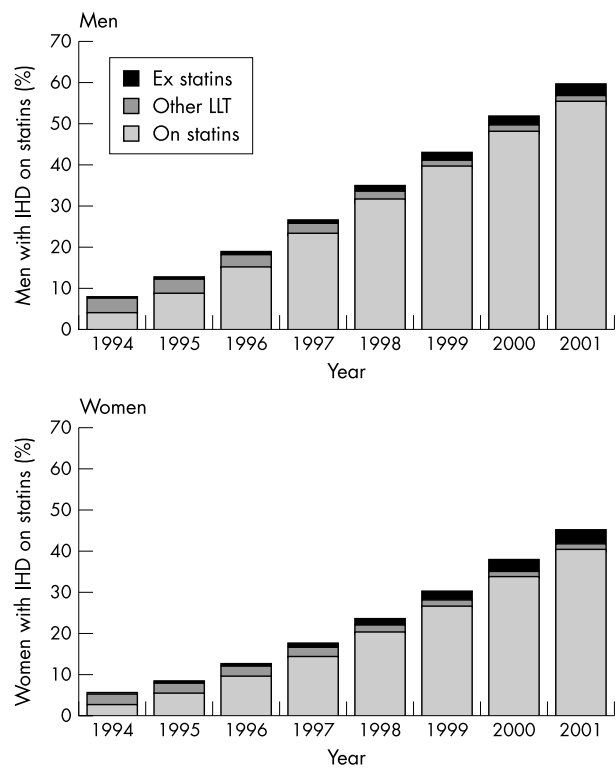 Men
70
60
50
40
30
20
10
0
Men with IHD on statins (%)
Ex statins
Other LLT
On statins
1994 1995 1996 1997 1998 1999 2000 2001
Year
Women
70
60
50
40
30
20
10
0
Women with IHD on statins (%)
1994 1995 1996 1997 1998 1999 2000 2001
Year